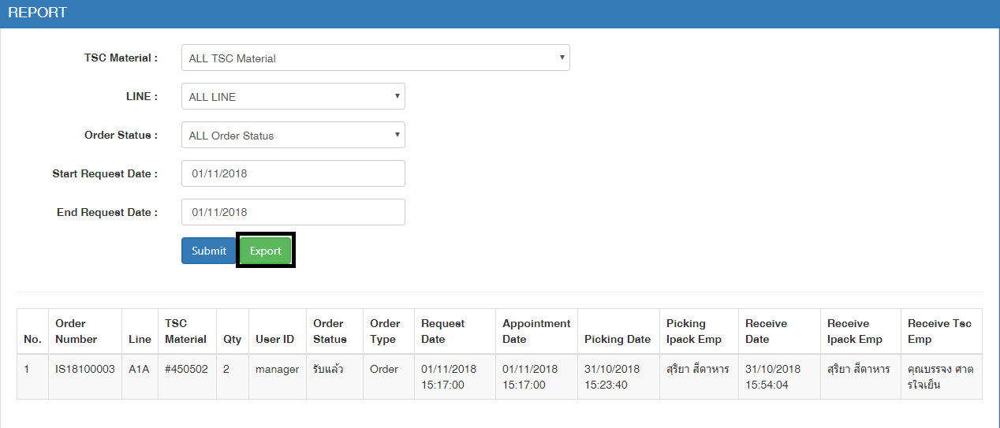 REPORT
TSC Material : ALL TSC Material
LINE : ALL LINE
Order Status : ALL Order Status
Start Request Date : 01/11/2018
End Request Date : 01/11/2018
Submit Export
No. Order Number Line TSC Material Qty User ID Order Status Order Type Request Date Appointment Date Picking Date Picking Ipack Emp Receive Date Receive Ipack Emp Receive Tsc Emp
1 IS18100003 A1A #450502 2 manager รับแล้ว Order 01/11/2018 15:17:00 01/11/2018 15:17:00 31/10/2018 15:23:40 สุริยา สีดาหาร 31/10/2018 15:54:04 สุริยา สีดาหาร คุณบรรจง ศาตรใจเย็น